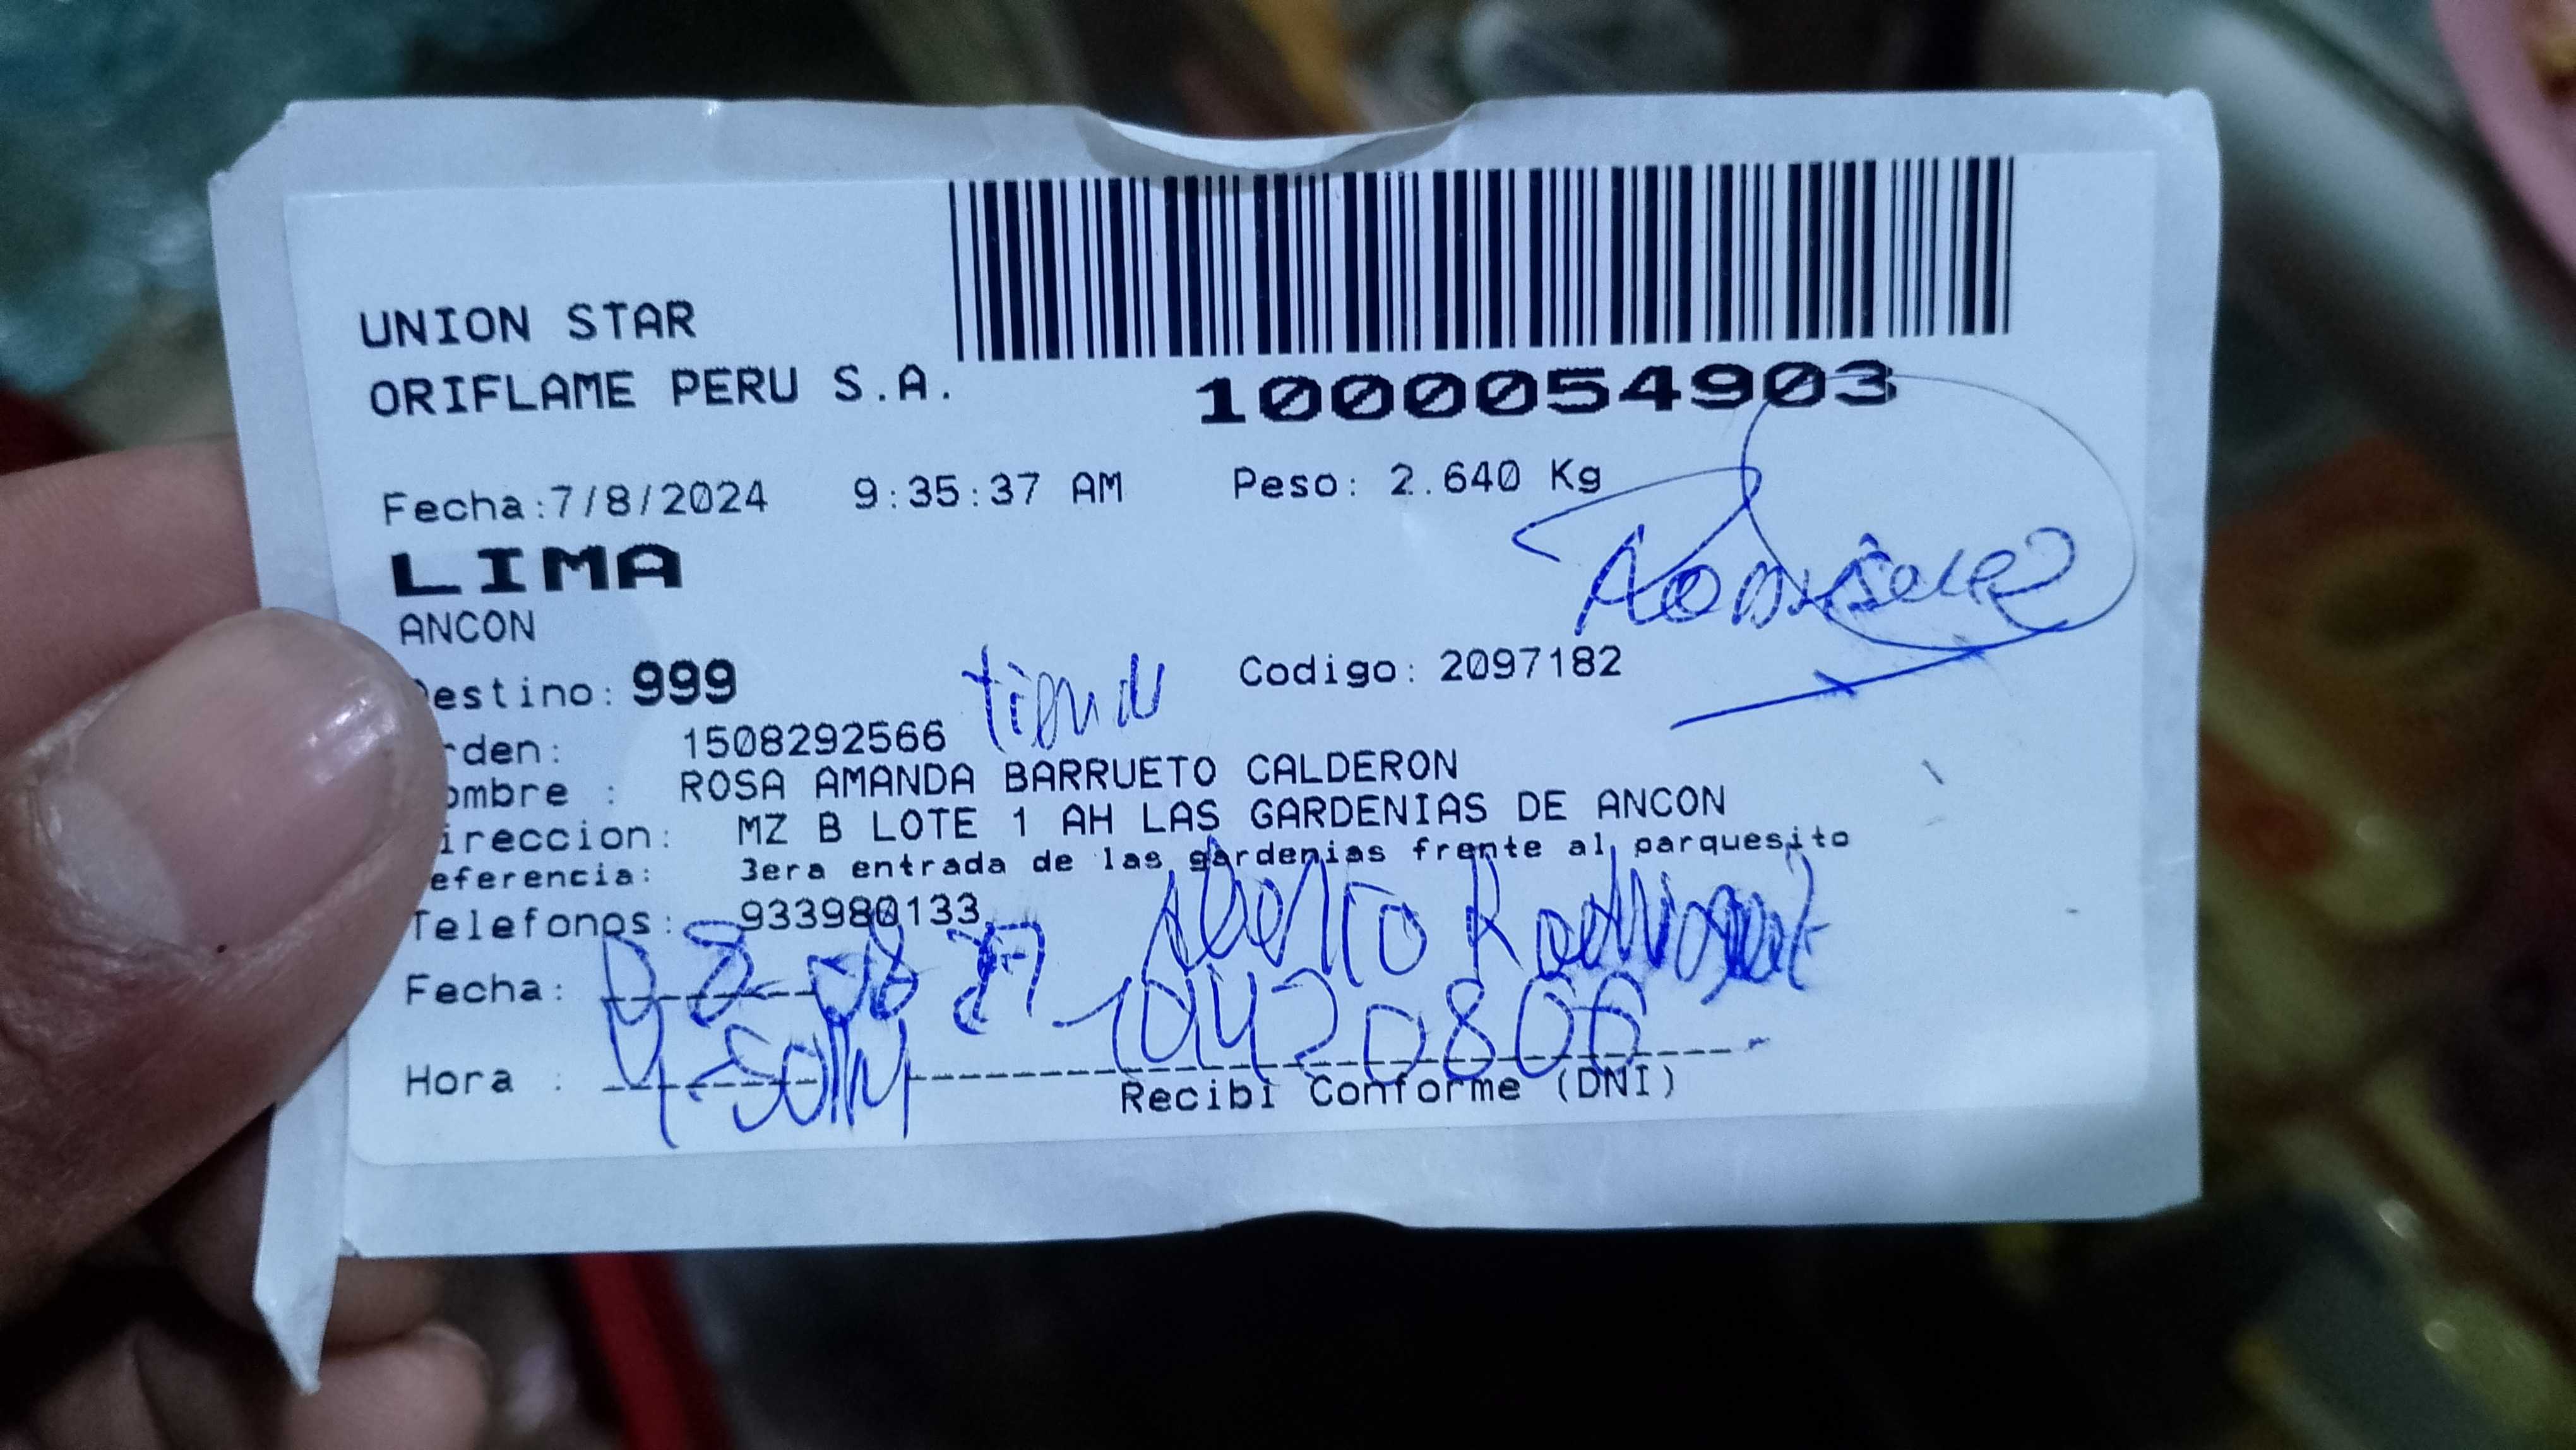 UNION STAR
ORIFLAME PERU S.A.
1000054903
Fecha:7/8/2024 9:35:37 AM Peso: 2.640 Kg
LIMA
ANCON
estino: 999 Codigo: 2097182
rden: 1508292566
ombre : ROSA AMANDA BARRUETO CALDERON
ireccion: MZ B LOTE 1 AH LAS GARDENIAS DE ANCON
eferencia: 3era entrada de las gardenias frente al parquesito
Telefonos: 933980133
Alberto Rodriguez
Fecha:
Hora :
Recibi Conforme (DNI)